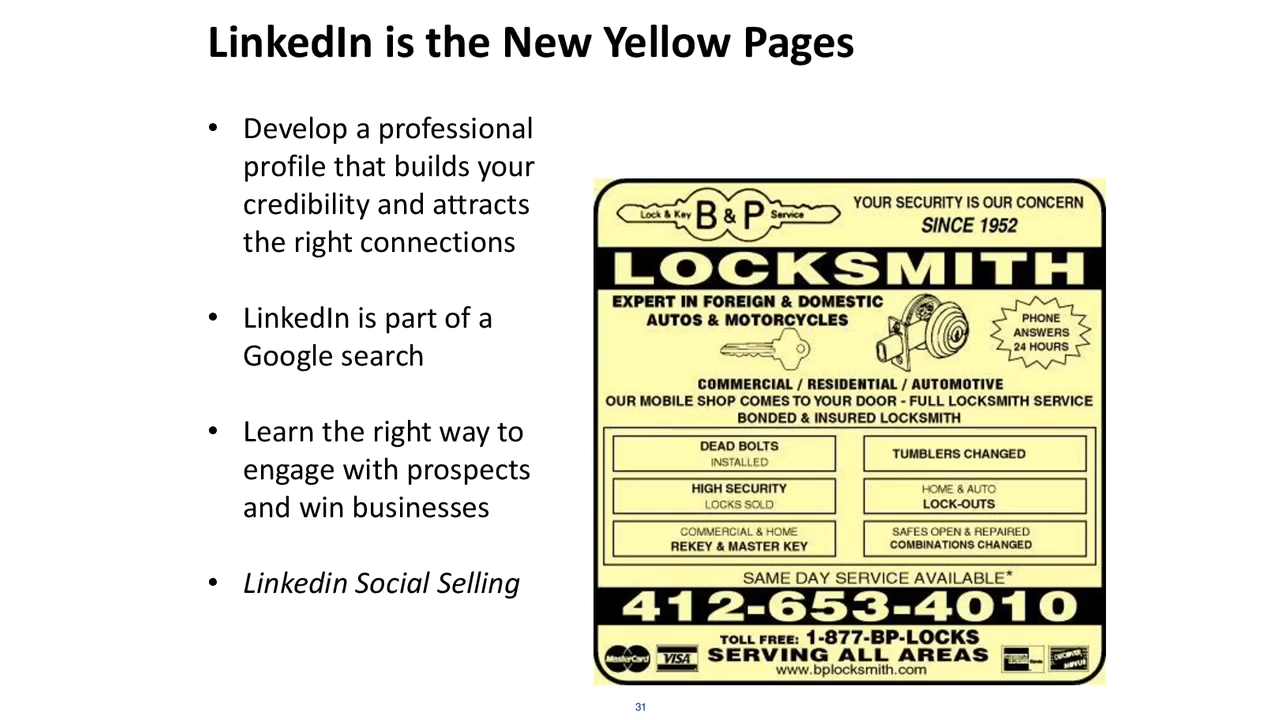 LinkedIn is the New Yellow Pages
• Develop a professional
profile that builds your
credibility and attracts
the right connections
• LinkedIn is part of a
Google search
• Learn the right way to
engage with prospects
and win businesses
• Linkedin Social Selling
Lock & Key B & P Service
YOUR SECURITY IS OUR CONCERN
SINCE 1952
LOCKSMITH
EXPERT IN FOREIGN & DOMESTIC
AUTOS & MOTORCYCLES
PHONE
ANSWERS
24 HOURS
COMMERCIAL / RESIDENTIAL / AUTOMOTIVE
OUR MOBILE SHOP COMES TO YOUR DOOR - FULL LOCKSMITH SERVICE
BONDED & INSURED LOCKSMITH
DEAD BOLTS
INSTALLED
TUMBLERS CHANGED
HIGH SECURITY
LOCKS SOLD
HOME & AUTO
LOCK-OUTS
COMMERCIAL & HOME
REKEY & MASTER KEY
SAFES OPEN & REPAIRED
COMBINATIONS CHANGED
SAME DAY SERVICE AVAILABLE*
412-653-4010
TOLL FREE: 1-877-BP-LOCKS
SERVING ALL AREAS
www.bplocksmith.com
MasterCard
VISA
31